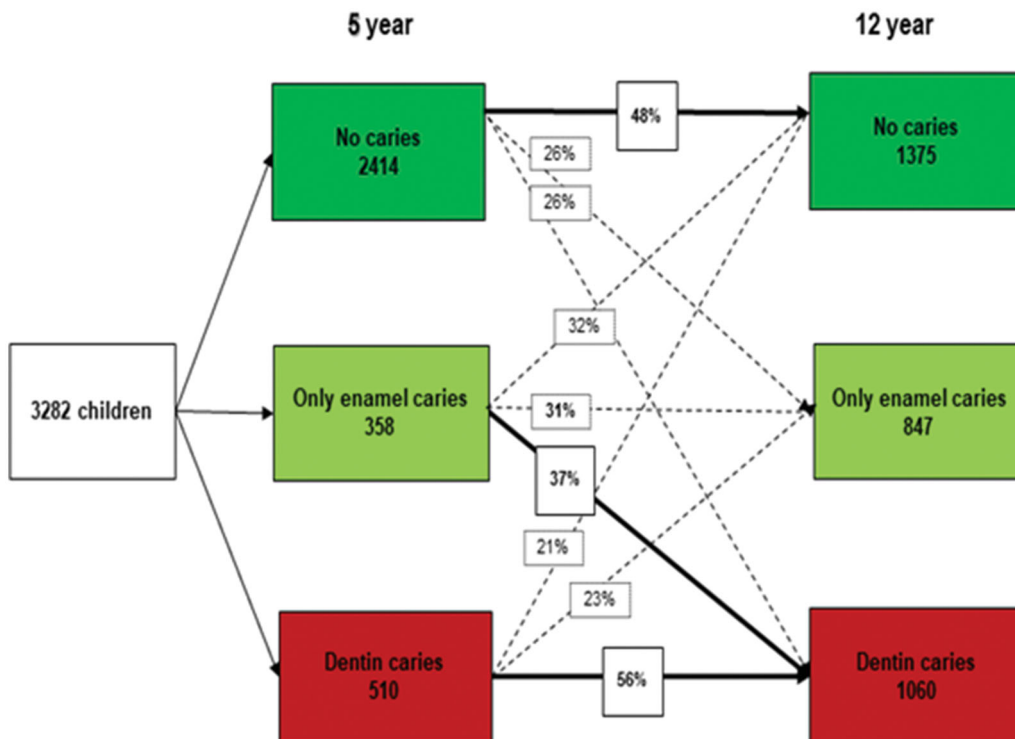 5 year
12 year
No caries
2414
48%
No caries
1375
26%
26%
32%
3282 children
Only enamel caries
358
31%
Only enamel caries
847
37%
21%
23%
Dentin caries
510
56%
Dentin caries
1060